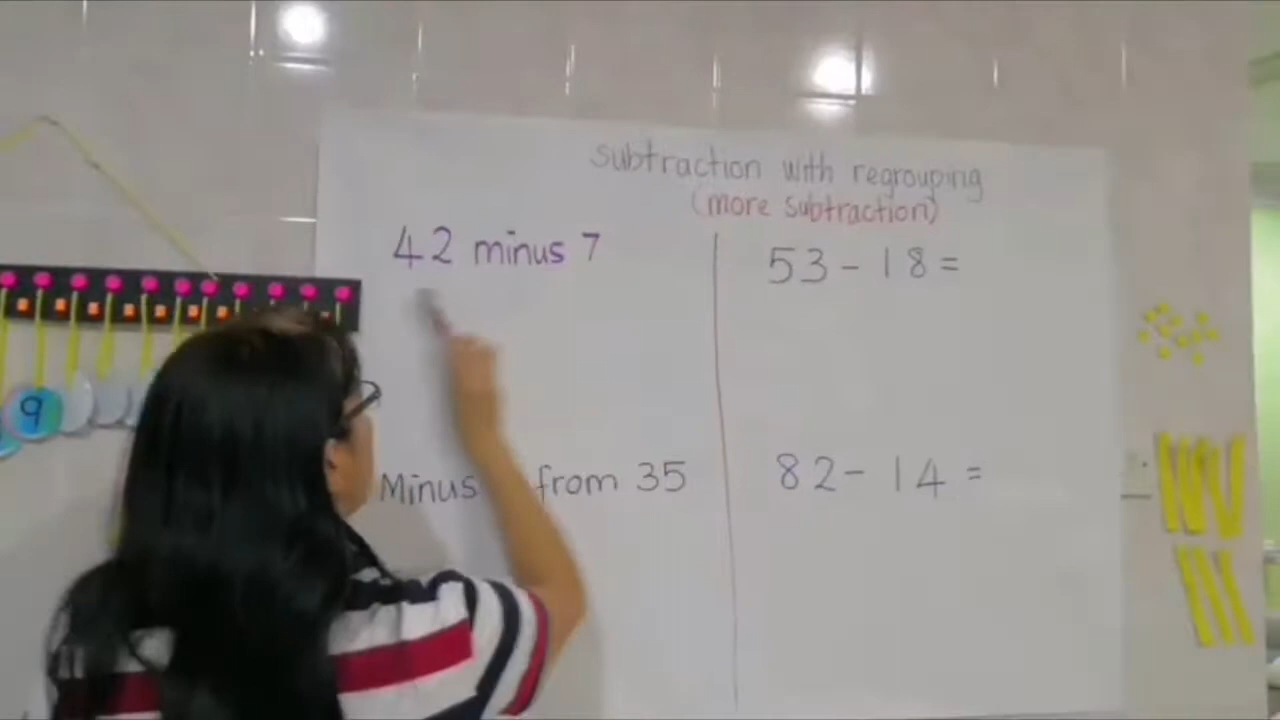 subtraction with regrouping
(more subtraction)
42 minus 7
Minus from 35
53 - 18 =
82 - 14 =
9